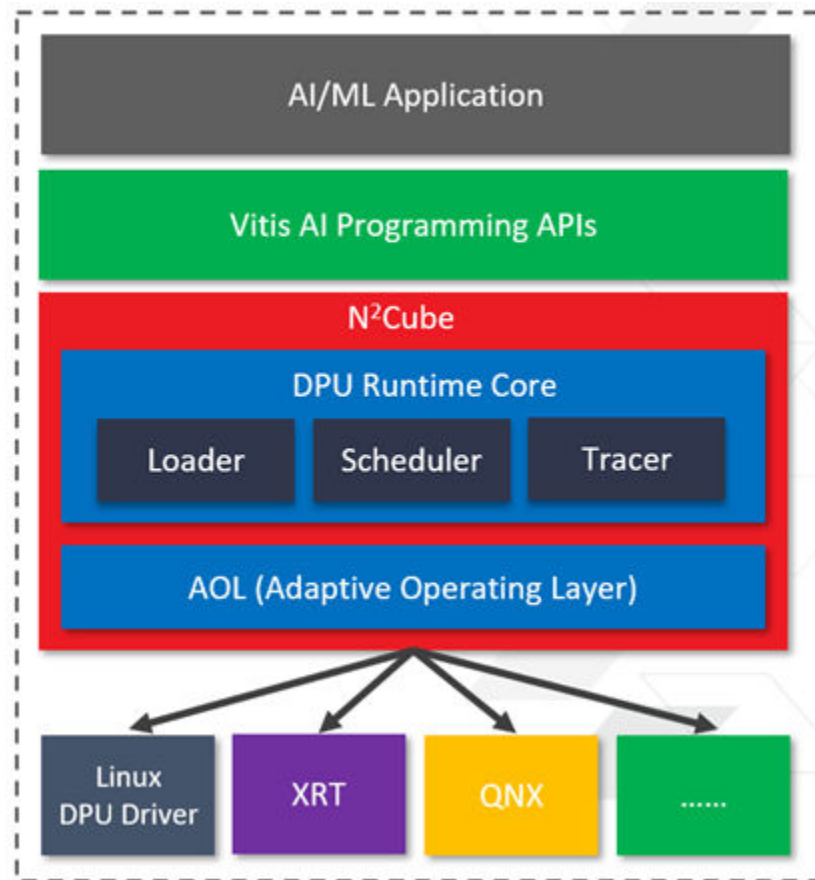 AI/ML Application
Vitis AI Programming APIs
N²Cube
DPU Runtime Core
Loader
Scheduler
Tracer
AOL (Adaptive Operating Layer)
Linux
DPU Driver
XRT
QNX
......